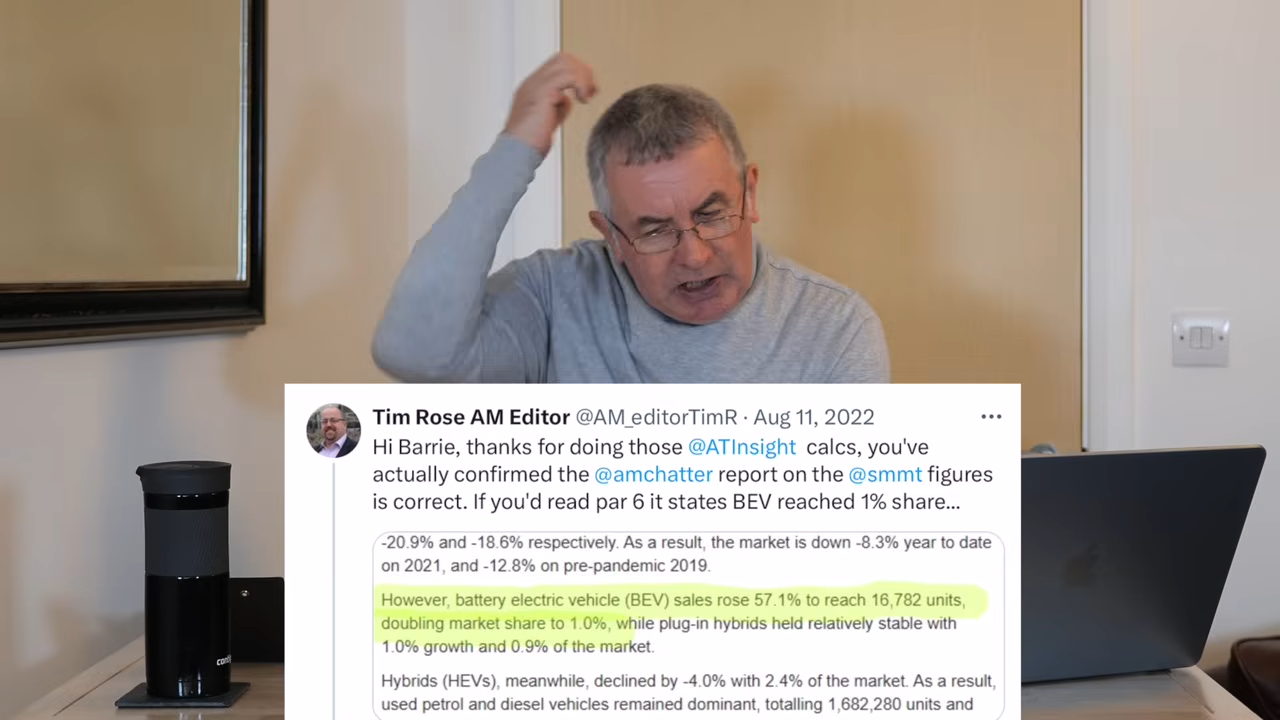 Tim Rose AM Editor @AM_editorTimR · Aug 11, 2022
Hi Barrie, thanks for doing those @ATInsight calcs, you've
actually confirmed the @amchatter report on the @smmt figures
is correct. If you'd read par 6 it states BEV reached 1% share...
-20.9% and -18.6% respectively. As a result, the market is down -8.3% year to date
on 2021, and -12.8% on pre-pandemic 2019.
However, battery electric vehicle (BEV) sales rose 57.1% to reach 16,782 units,
doubling market share to 1.0%, while plug-in hybrids held relatively stable with
1.0% growth and 0.9% of the market.
Hybrids (HEVs), meanwhile, declined by -4.0% with 2.4% of the market. As a result,
used petrol and diesel vehicles remained dominant, totalling 1,682,280 units and